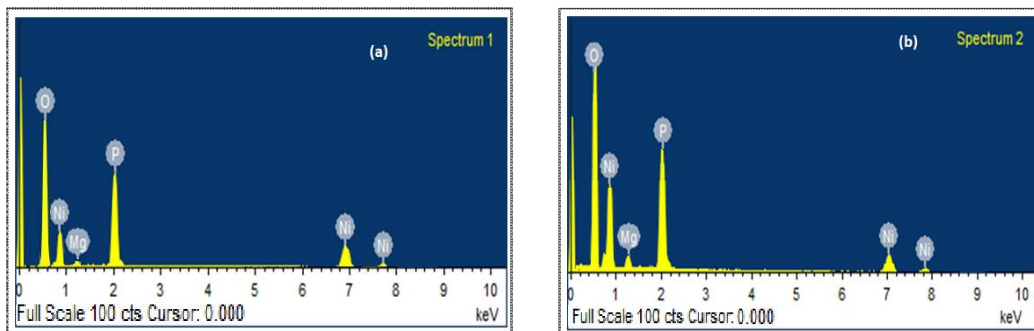 (a)
Spectrum 1
O
P
Ni
Mg
Ni
Ni
0 1 2 3 4 5 6 7 8 9 10
Full Scale 100 cts Cursor: 0.000
keV
(b)
Spectrum 2
O
P
Ni
Mg
Ni
Ni
0 1 2 3 4 5 6 7 8 9 10
Full Scale 100 cts Cursor: 0.000
keV